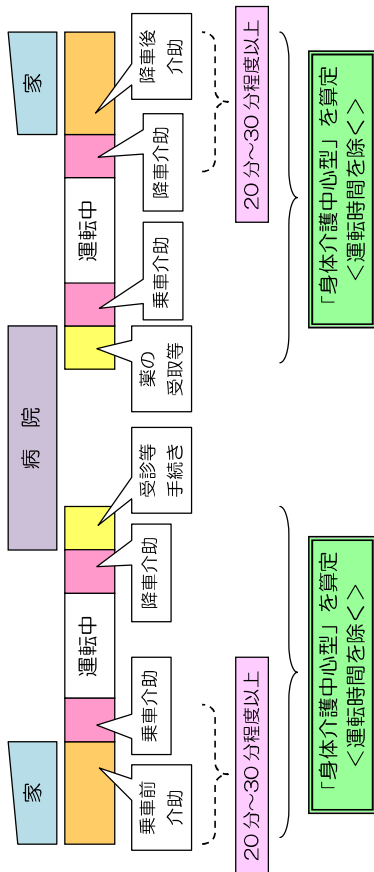 家
病 院
家
運転中
運転中
乗車前
介助
乗車介助
降車介助
受診等
手続き
薬の
受取等
乗車介助
降車介助
降車後
介助
20分～30分程度以上
20分～30分程度以上
「身体介護中心型」を算定
＜運転時間を除く＞
「身体介護中心型」を算定
＜運転時間を除く＞